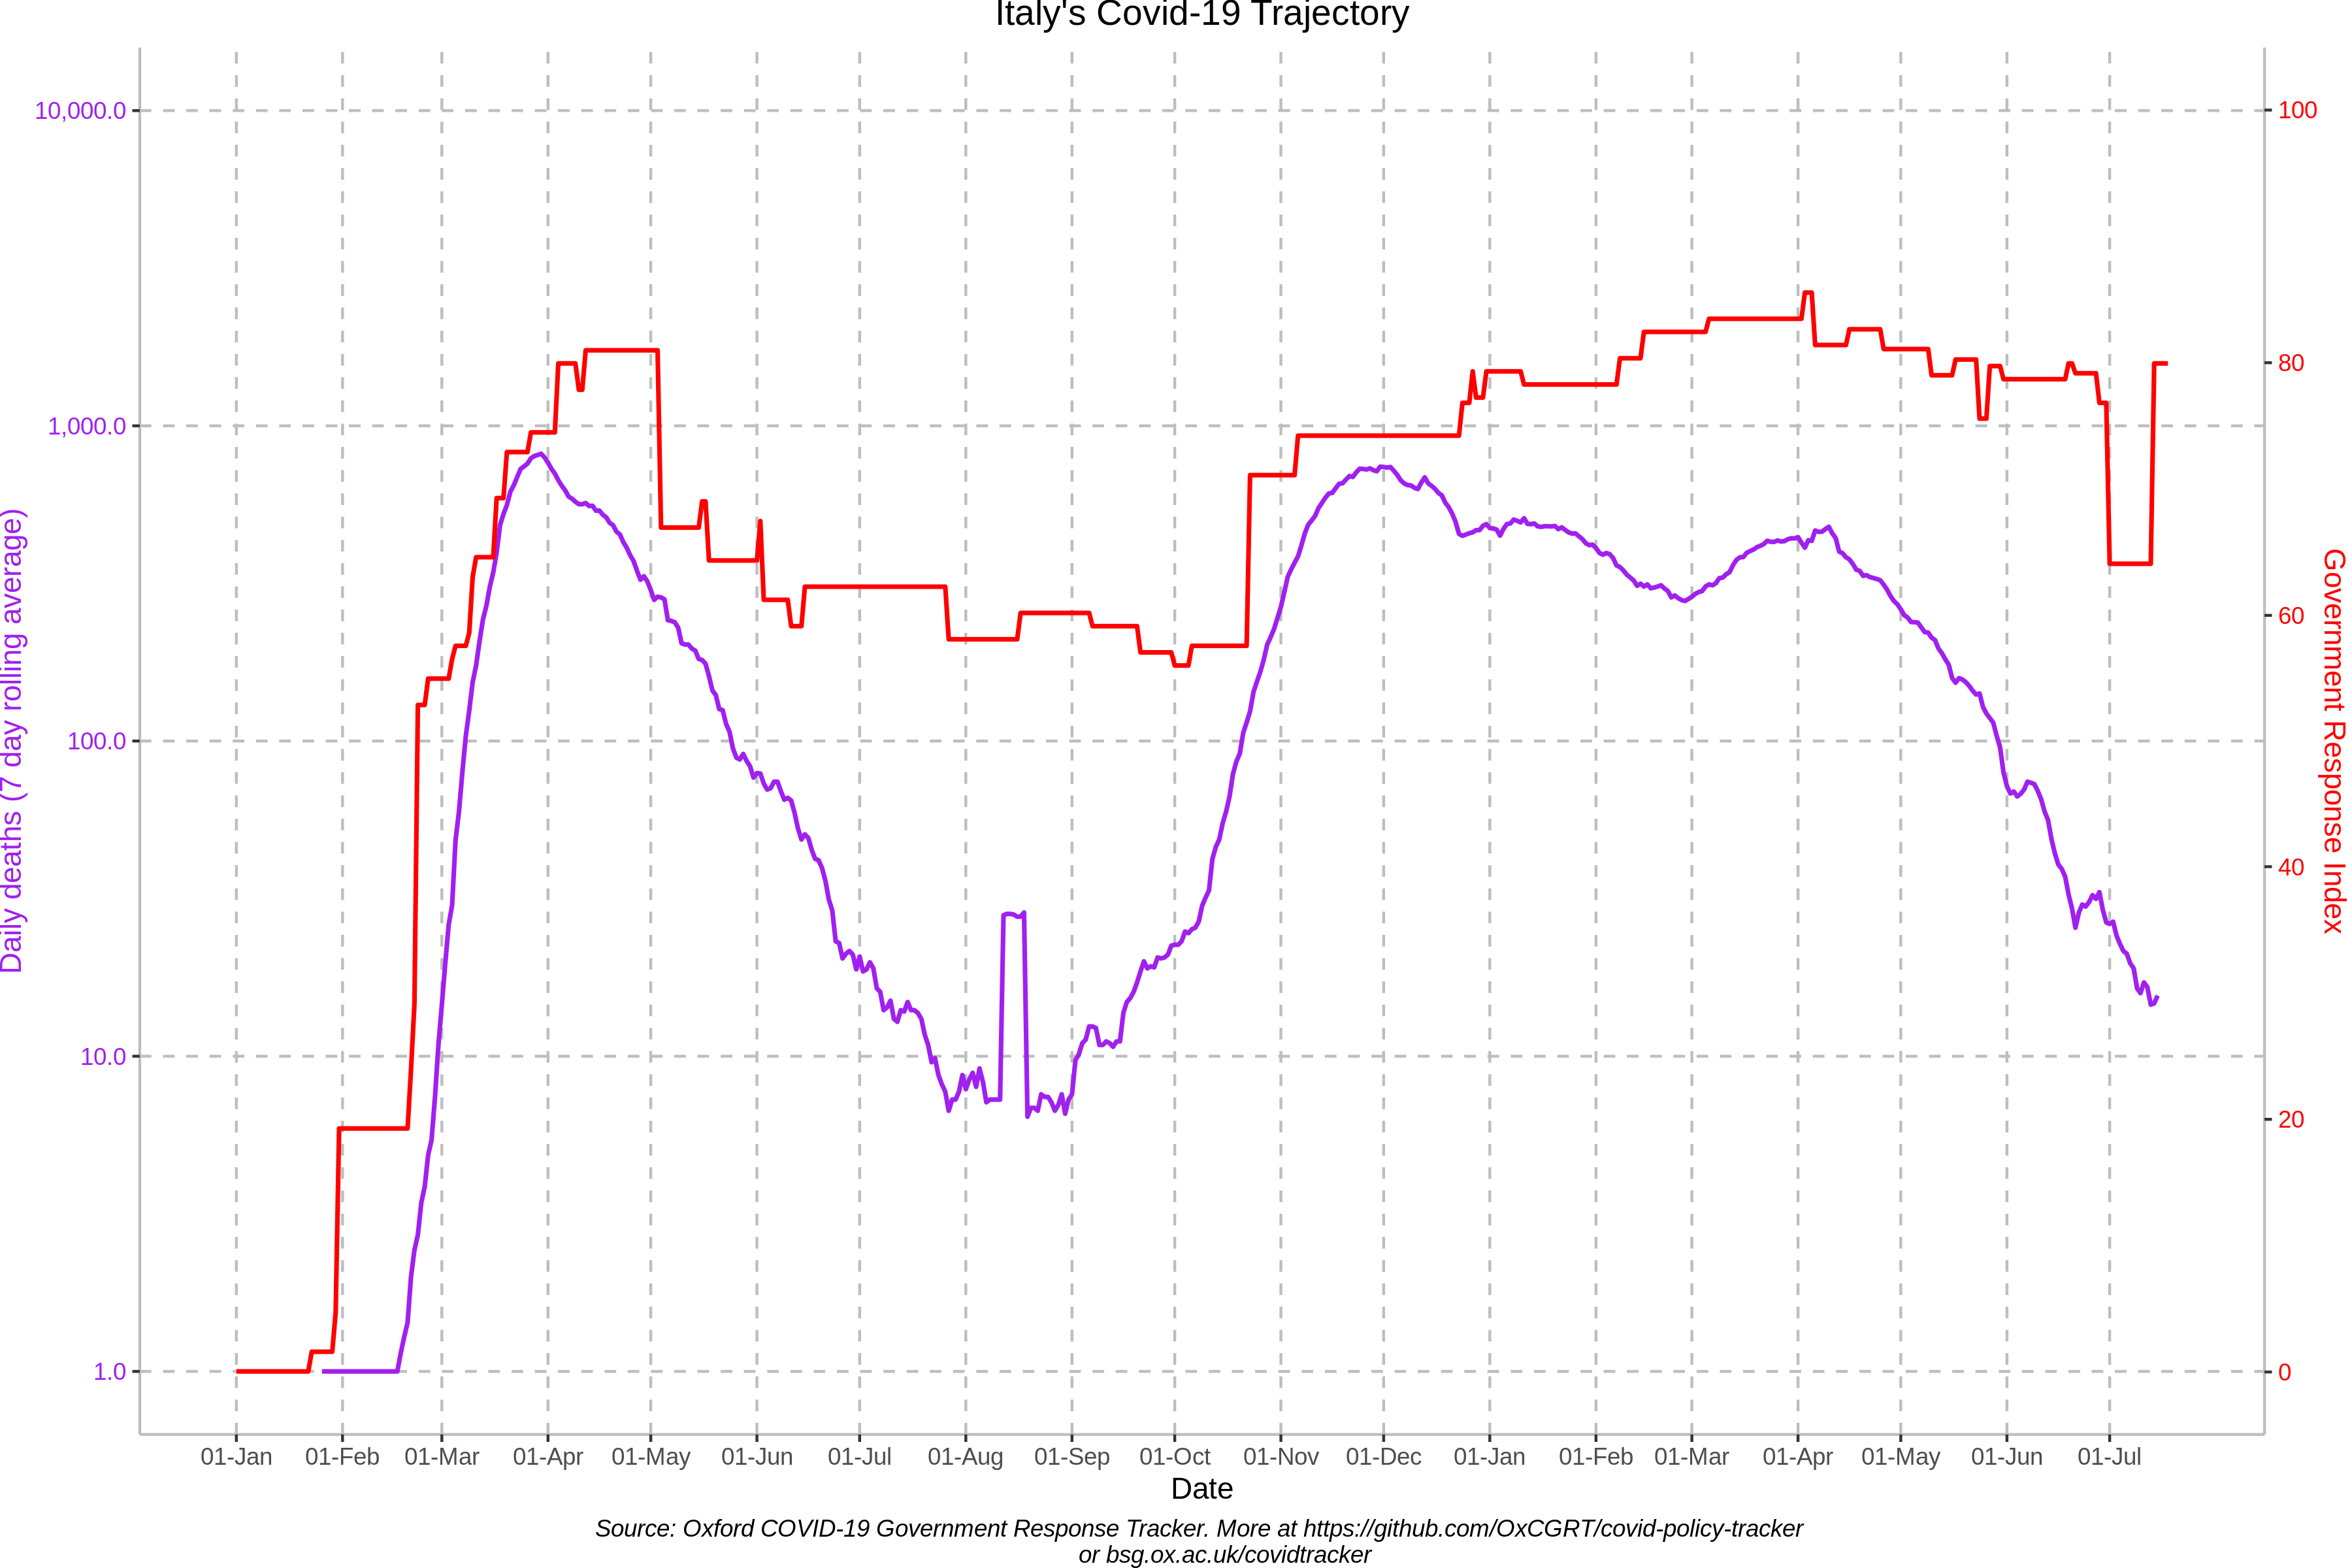 Italy's Covid-19 Trajectory
10,000.0
1,000.0
100.0
10.0
1.0
Daily deaths (7 day rolling average)
100
80
60
40
20
0
Government Response Index
01-Jan 01-Feb 01-Mar 01-Apr 01-May 01-Jun 01-Jul 01-Aug 01-Sep 01-Oct 01-Nov 01-Dec 01-Jan 01-Feb 01-Mar 01-Apr 01-May 01-Jun 01-Jul
Date
Source: Oxford COVID-19 Government Response Tracker. More at https://github.com/OxCGRT/covid-policy-tracker
or bsg.ox.ac.uk/covidtracker